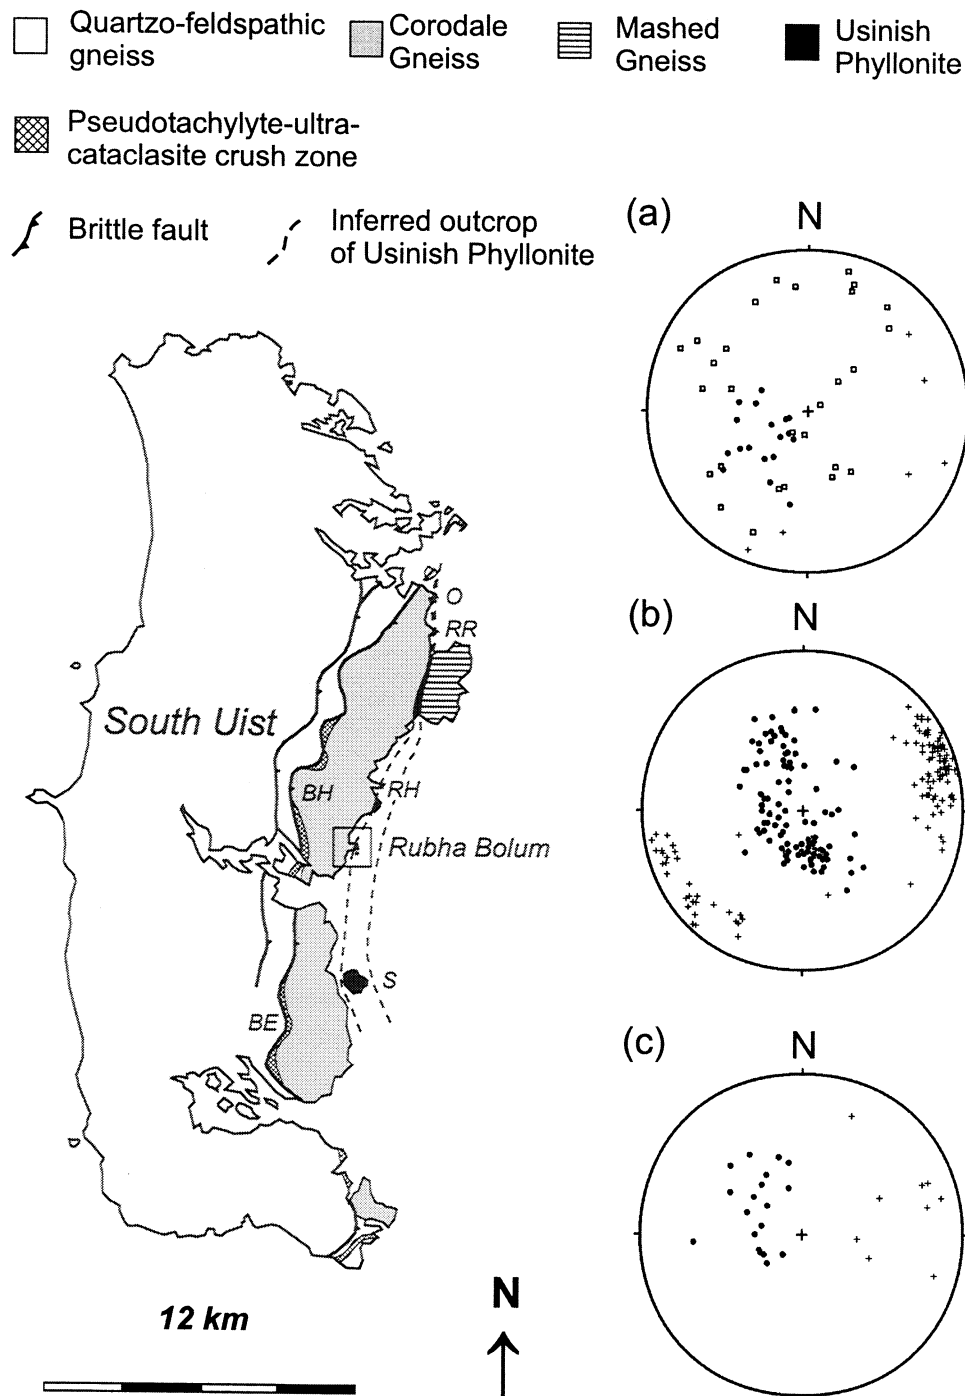 Quartzo-feldspathic
gneiss
Corodale
Gneiss
Mashed
Gneiss
Usinish
Phyllonite
Pseudotachylyte-ultra-
cataclasite crush zone
Brittle fault
Inferred outcrop
of Usinish Phyllonite
(a)
N
O
RR
South Uist
BH
RH
Rubha Bolum
S
BE
(b)
N
(c)
N
12 km
N